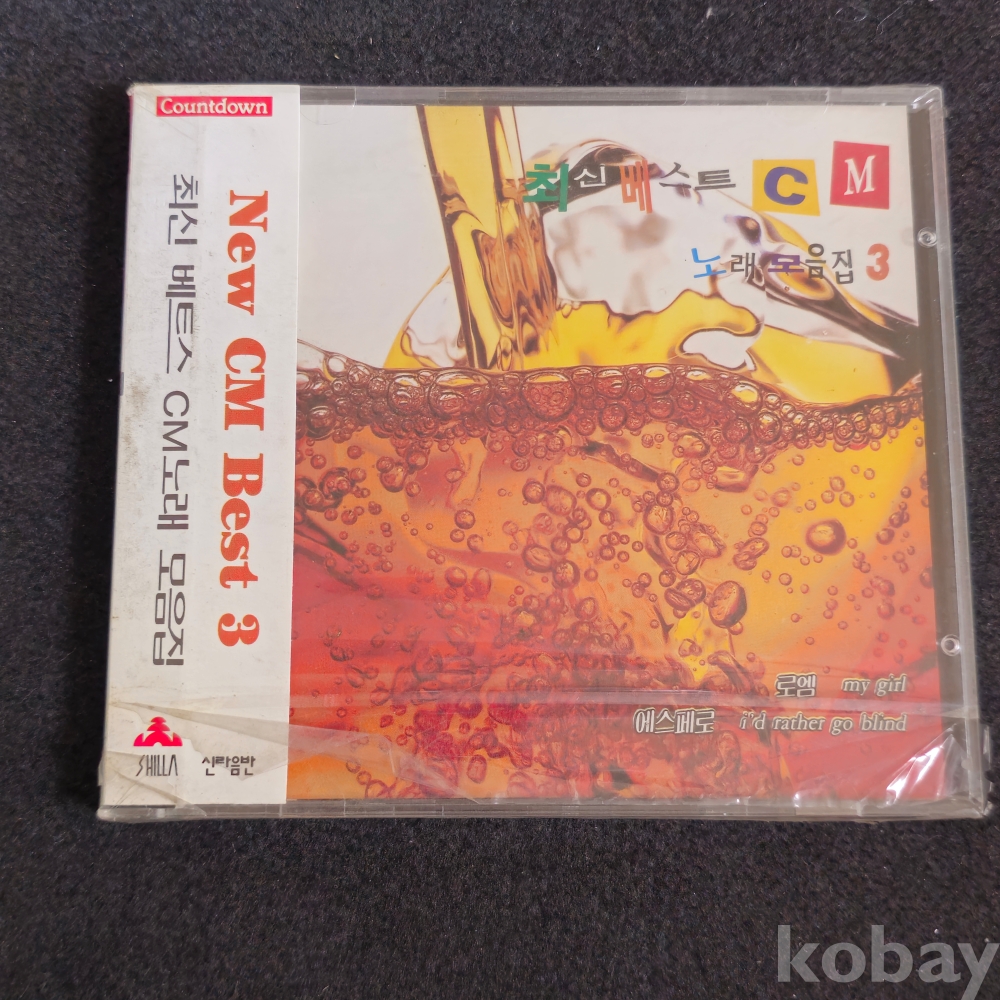 Countdown
New CM Best 3
최신 베트스 CM노래 모음집
신락음반
최신 베스트 CM
노래 모음집 3
로엠 my girl
에스페로 i'd rather go blind
kobay